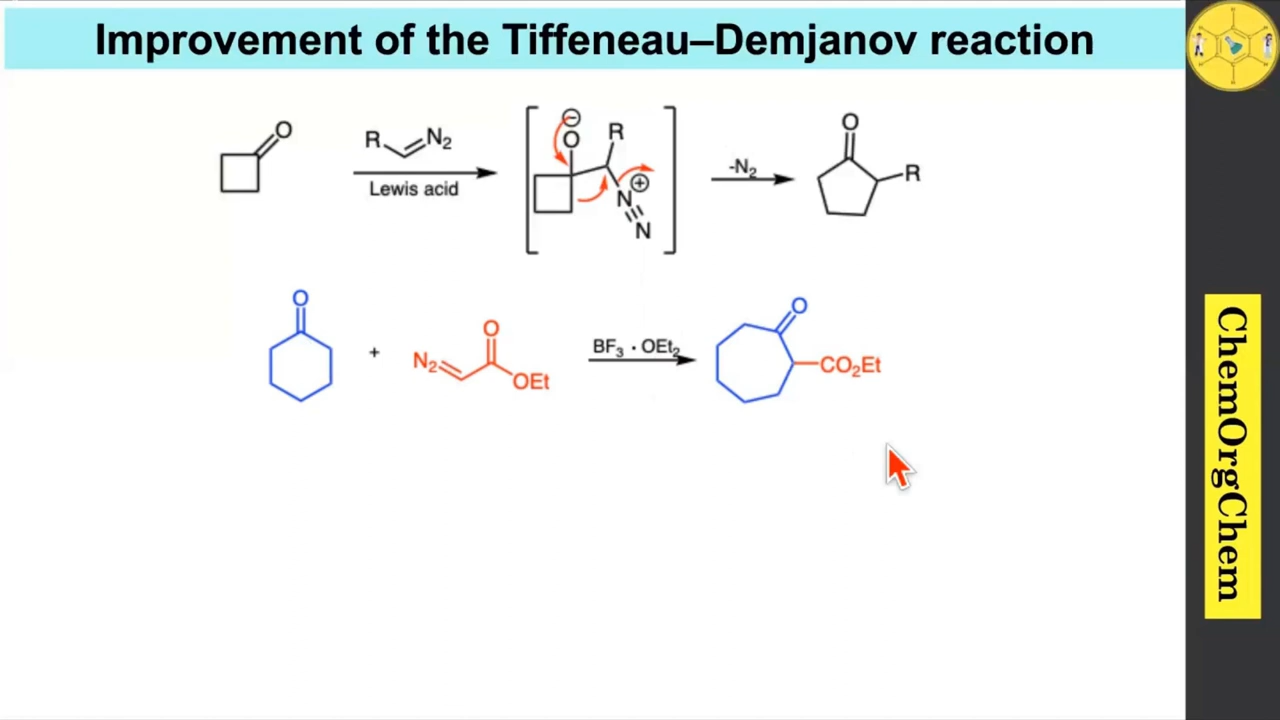 Improvement of the Tiffeneau–Demjanov reaction
O
R N₂
Lewis acid
⊖
O
R
⊕
N
N
-N₂
O
R
O
+
N₂
O
OEt
BF₃ · OEt₂
O
CO₂Et
ChemOrgChem